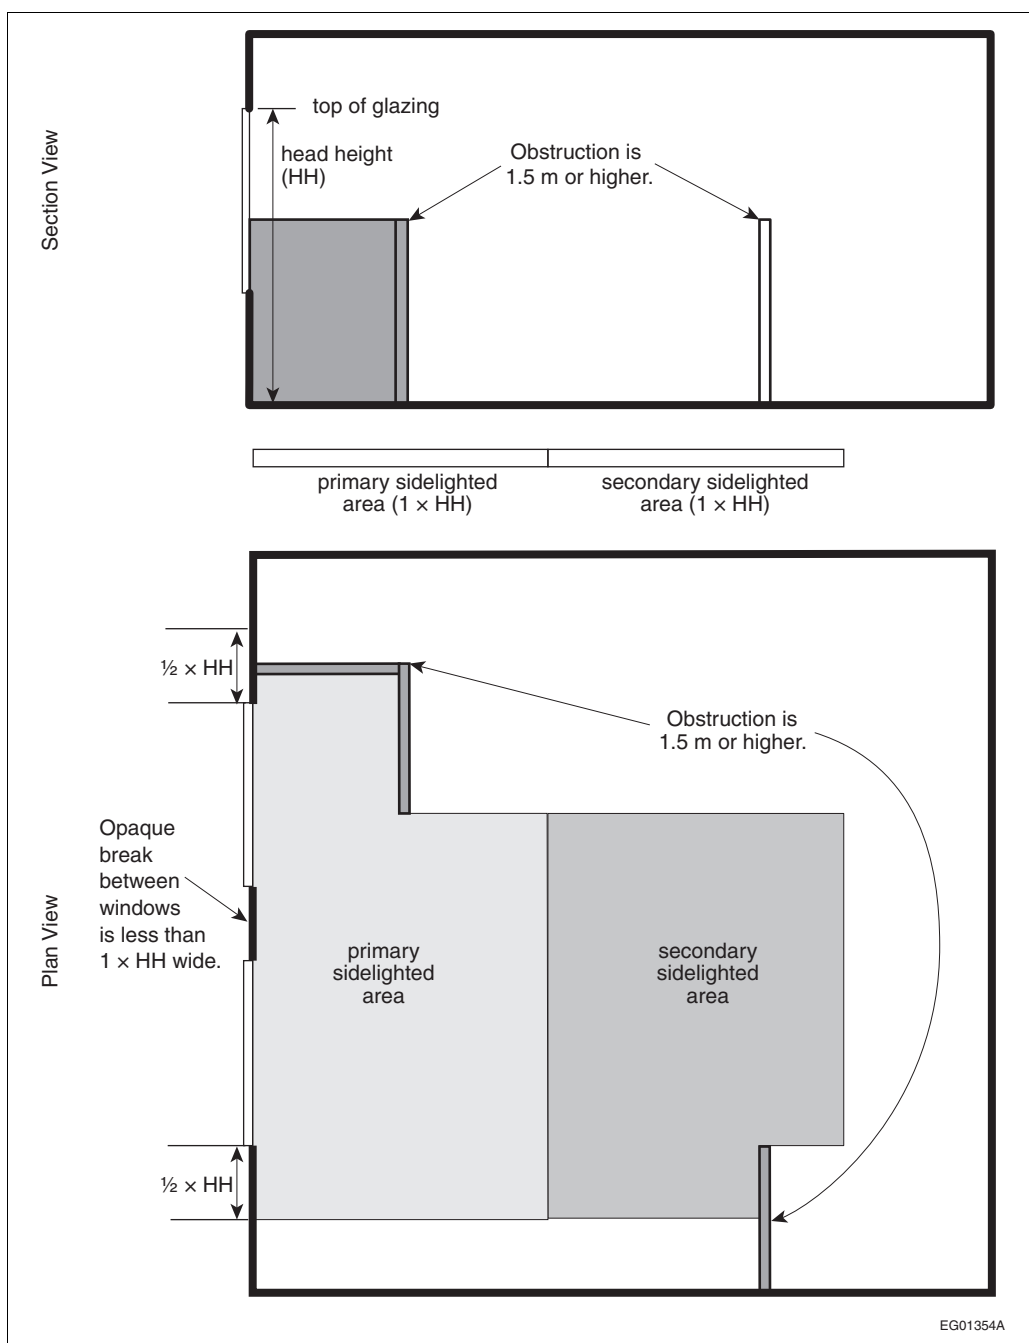 Section View
top of glazing
head height
(HH)
Obstruction is
1.5 m or higher.
primary sidelighted
area (1 × HH)
secondary sidelighted
area (1 × HH)
Plan View
½ × HH
Obstruction is
1.5 m or higher.
Opaque
break
between
windows
is less than
1 × HH wide.
primary
sidelighted
area
secondary
sidelighted
area
½ × HH
EG01354A